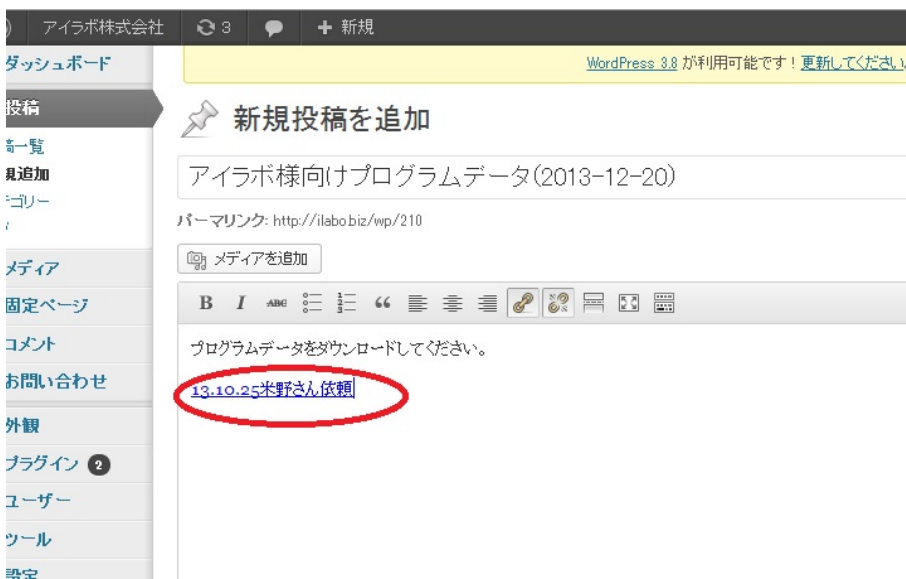 アイラボ株式会社 3 + 新規
ダッシュボード
WordPress 3.8 が利用可能です ! 更新してください。
投稿
新規投稿を追加
稿一覧
規追加
アイラボ様向けプログラムデータ(2013-12-20)
テゴリー
パーマリンク: http://ilabo.biz/wp/210
メディアを追加
メディア
固定ページ
B I ABC
コメント
プログラムデータをダウンロードしてください。
お問い合わせ
13.10.25米野さん依頼
外観
プラグイン 2
ユーザー
ツール
設定